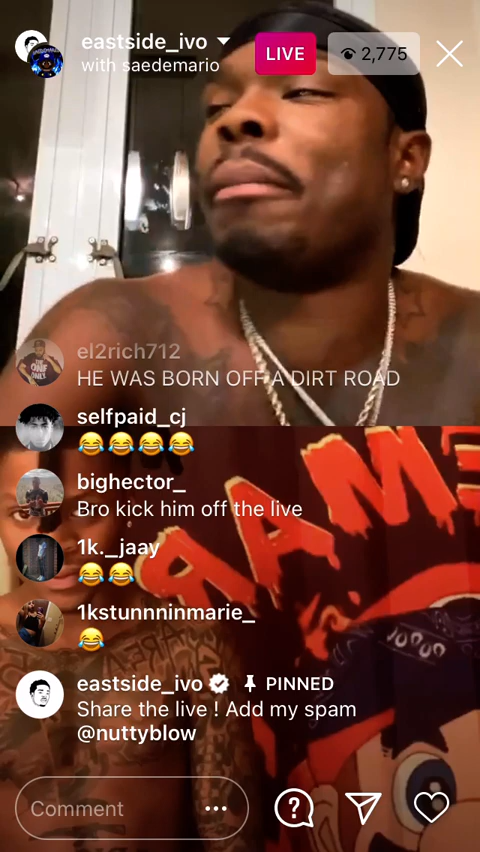 eastside_ivo
with saedemario
LIVE
2,775
el2rich712
HE WAS BORN OFF A DIRT ROAD
selfpaid_cj
😂😂😂😂
bighector_
Bro kick him off the live
1k._jaay
😂😂
1kstunnninmarie_
😂
eastside_ivo PINNED
Share the live ! Add my spam
@nuttyblow
Comment